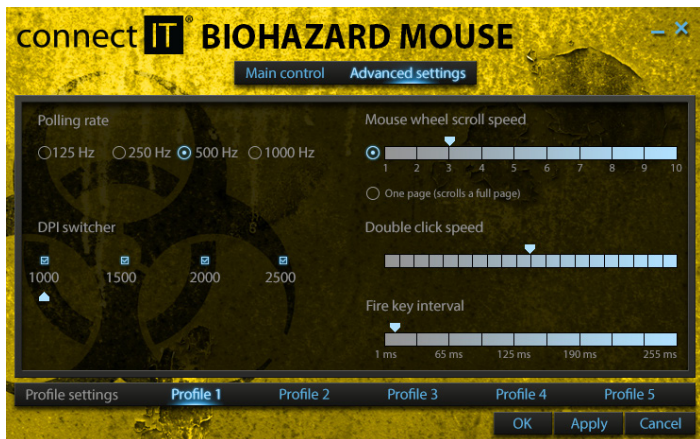 connect IT® BIOHAZARD MOUSE
Main control Advanced settings
Polling rate
125 Hz 250 Hz 500 Hz 1000 Hz
Mouse wheel scroll speed
1 2 3 4 5 6 7 8 9 10
One page (scrolls a full page)
DPI switcher
1000 1500 2000 2500
Double click speed
Fire key interval
1 ms 65 ms 125 ms 190 ms 255 ms
Profile settings Profile 1 Profile 2 Profile 3 Profile 4 Profile 5
OK Apply Cancel